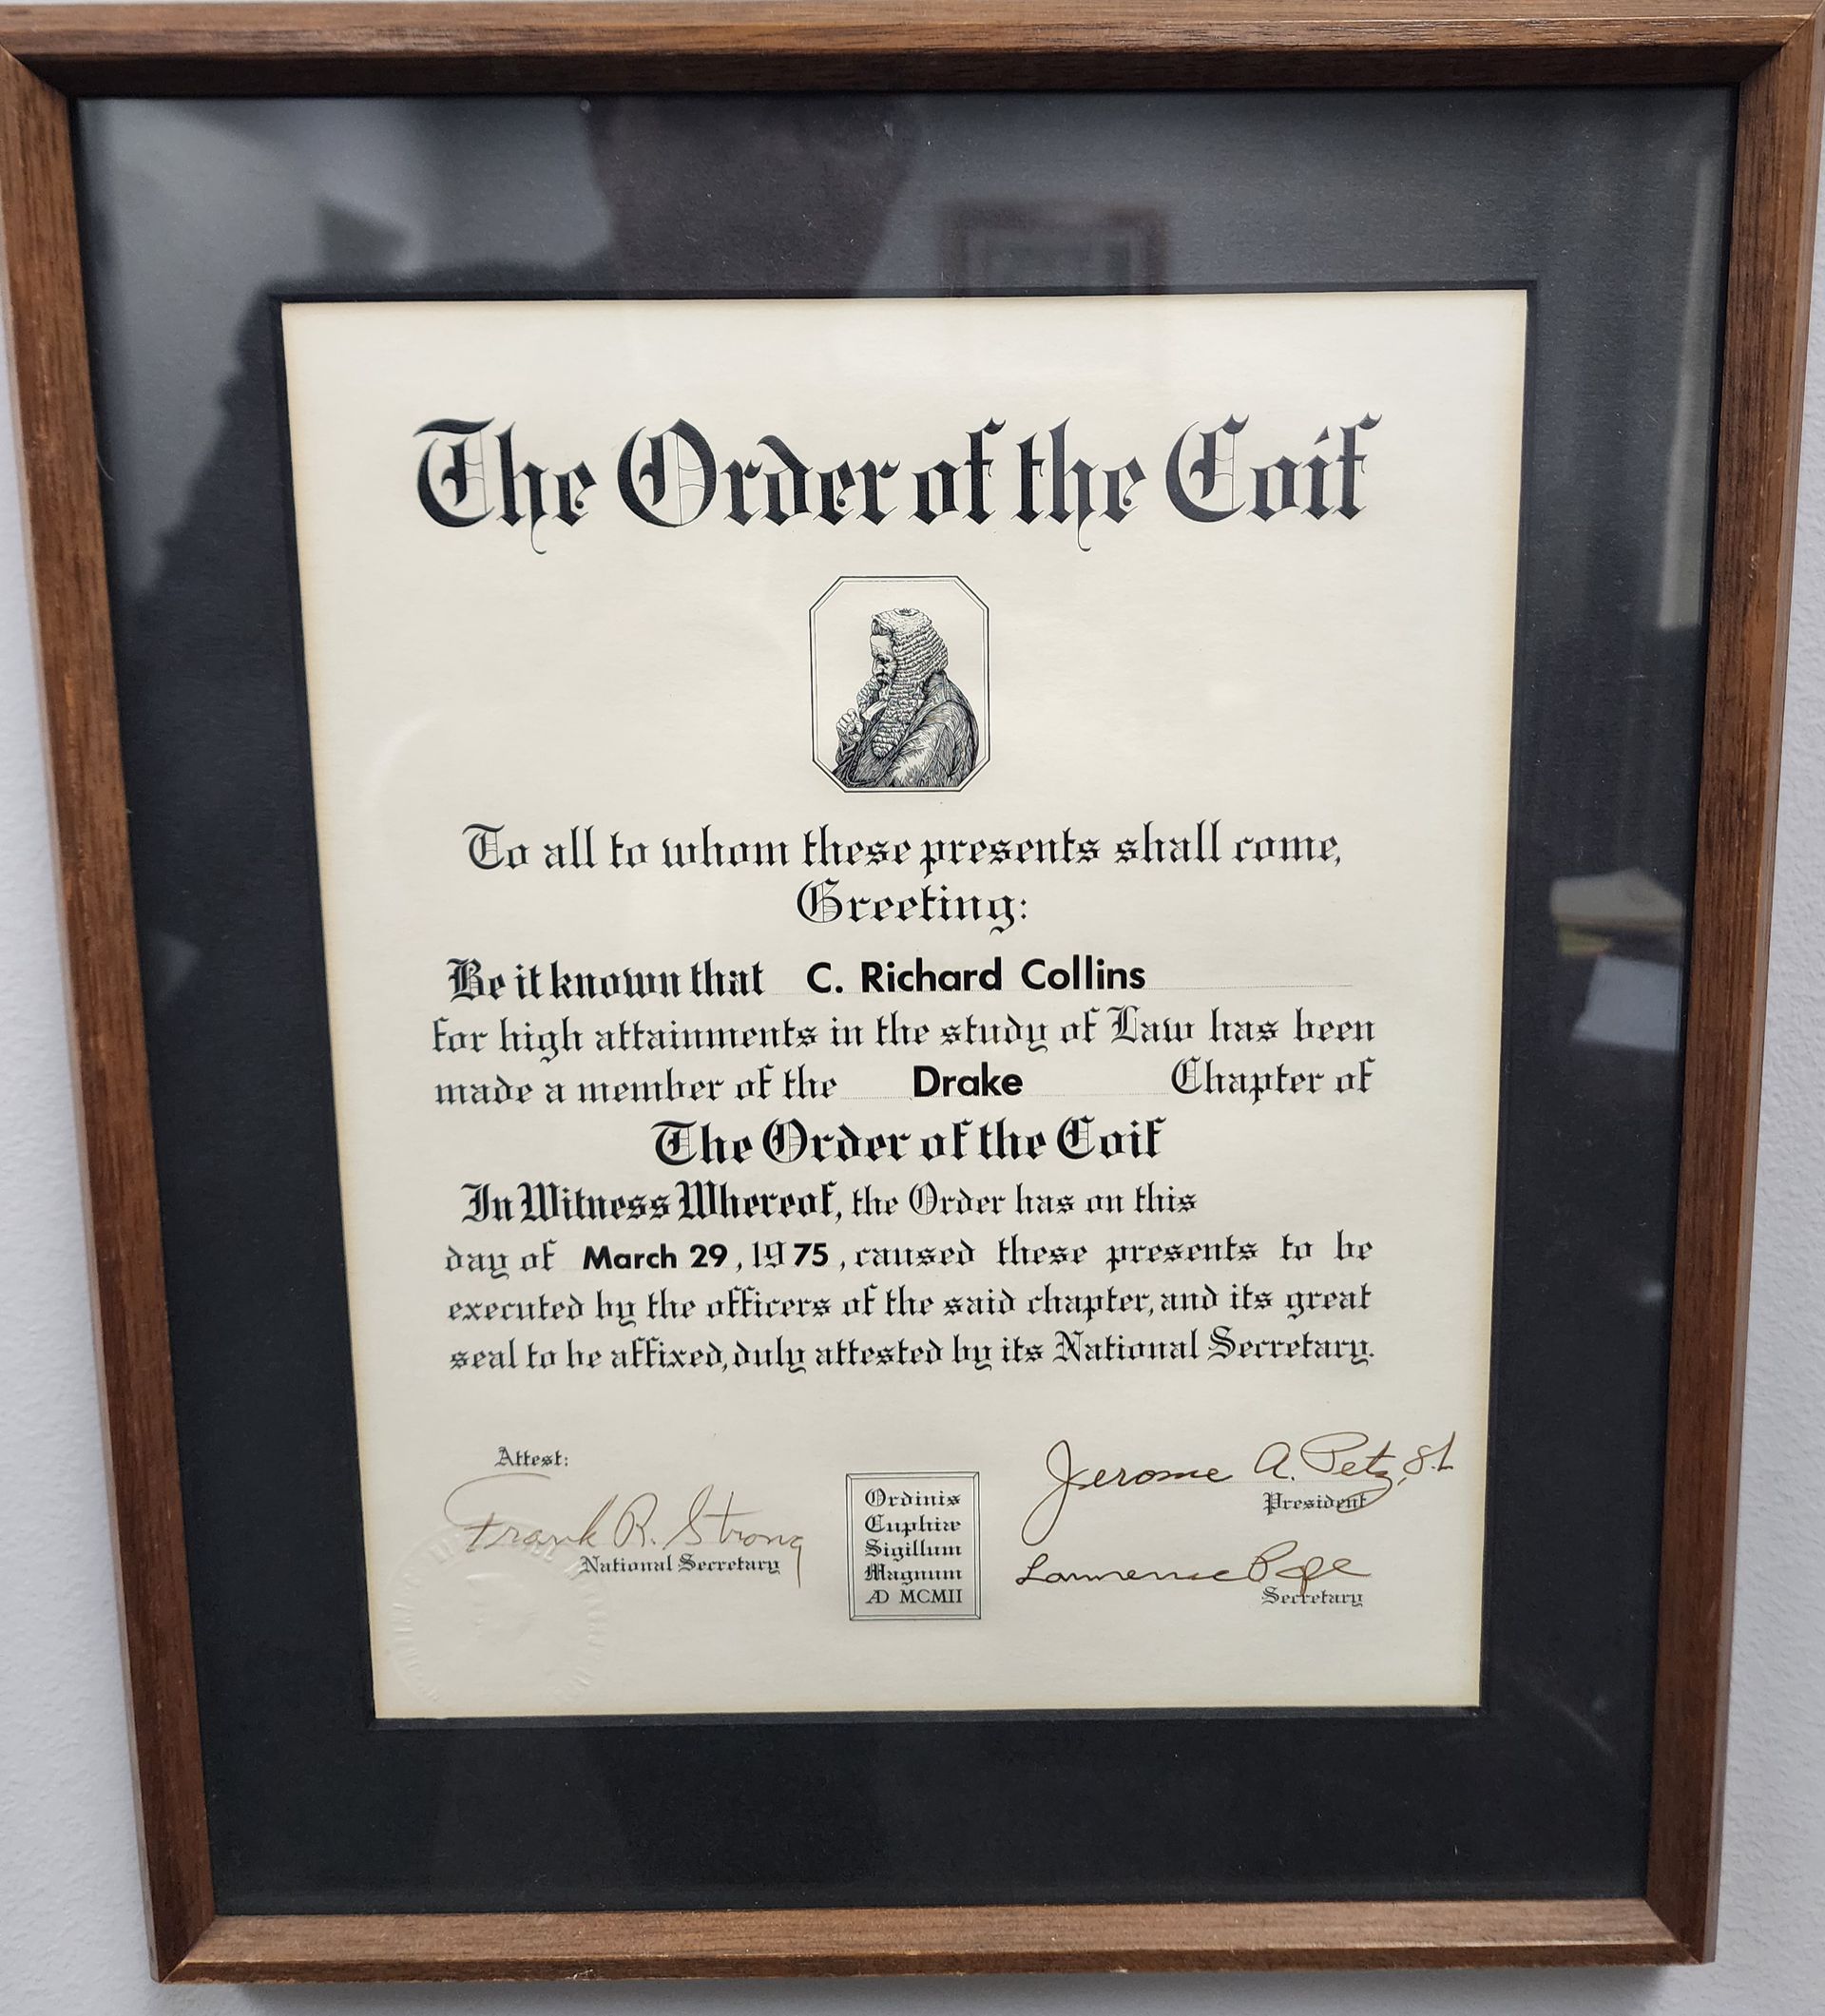 The Order of the Coif
To all to whom these presents shall come,
Greeting:
Be it known that C. Richard Collins
for high attainments in the study of Law has been
made a member of the Drake Chapter of
The Order of the Coif
In Witness Whereof, the Order has on this
day of March 29, 1975, caused these presents to be
executed by the officers of the said chapter, and its great
seal to be affixed, duly attested by its National Secretary.
Attest:
Frank R. Strong
National Secretary
Ordinis
Cuphiæ
Sigillum
Magnum
AD MCMII
Jerome A. Petz, S.J.
President
Lawrence Pope
Secretary